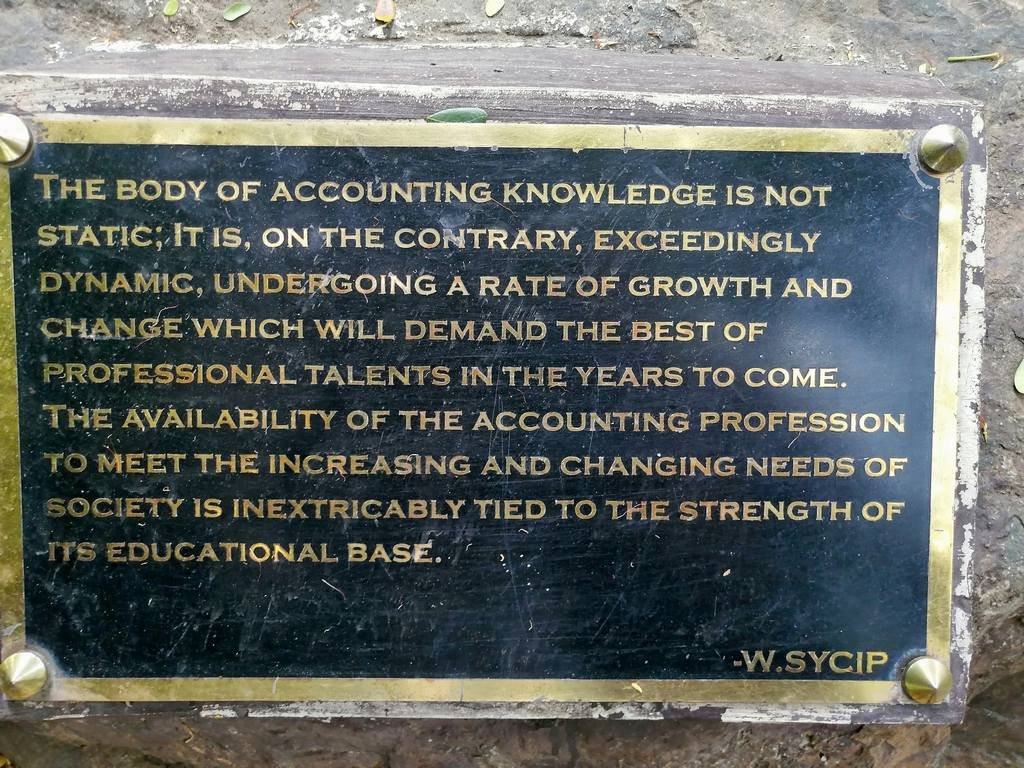 THE BODY OF ACCOUNTING KNOWLEDGE IS NOT
STATIC; IT IS, ON THE CONTRARY, EXCEEDINGLY
DYNAMIC, UNDERGOING A RATE OF GROWTH AND
CHANGE WHICH WILL DEMAND THE BEST OF
PROFESSIONAL TALENTS IN THE YEARS TO COME.
THE AVAILABILITY OF THE ACCOUNTING PROFESSION
TO MEET THE INCREASING AND CHANGING NEEDS OF
SOCIETY IS INEXTRICABLY TIED TO THE STRENGTH OF
ITS EDUCATIONAL BASE.
-W.SYCIP